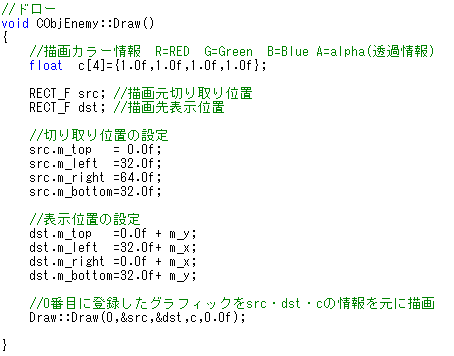 //ドロー
void CObjEnemy::Draw()
{
//描画カラー情報 R=RED G=Green B=Blue A=alpha(透過情報)
float c[4]={1.0f,1.0f,1.0f,1.0f};
RECT_F src; //描画元切り取り位置
RECT_F dst; //描画先表示位置
//切り取り位置の設定
src.m_top = 0.0f;
src.m_left =32.0f;
src.m_right =64.0f;
src.m_bottom=32.0f;
//表示位置の設定
dst.m_top =0.0f + m_y;
dst.m_left =32.0f+ m_x;
dst.m_right =0.0f + m_x;
dst.m_bottom=32.0f+ m_y;
//0番目に登録したグラフィックをsrc・dst・cの情報を元に描画
Draw::Draw(0,&src,&dst,c,0.0f);
}